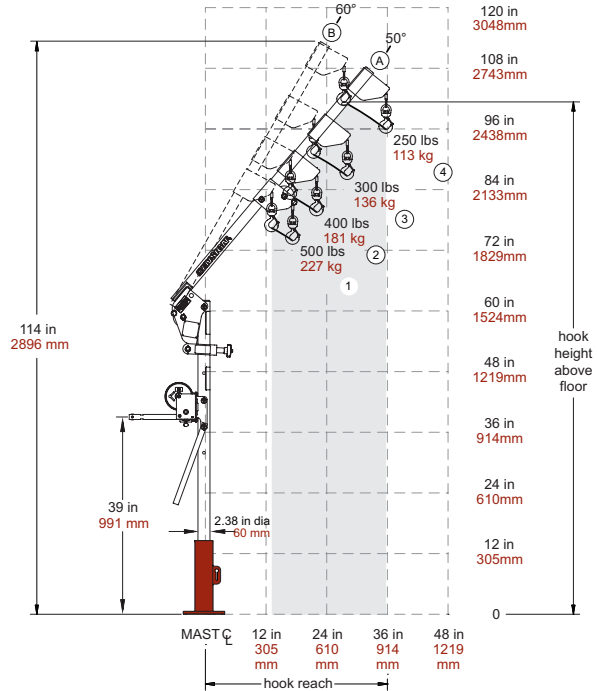 60°
B
50°
A
120 in
3048mm
108 in
2743mm
96 in
2438mm
250 lbs
113 kg
4
84 in
2133mm
300 lbs
136 kg
3
400 lbs
181 kg
72 in
1829mm
500 lbs
227 kg
2
1
60 in
1524mm
114 in
2896 mm
hook
height
above
floor
48 in
1219mm
36 in
914mm
24 in
610mm
39 in
991 mm
2.38 in dia
60 mm
12 in
305mm
0
MAST CL
12 in
305
mm
24 in
610
mm
36 in
914
mm
48 in
1219
mm
hook reach